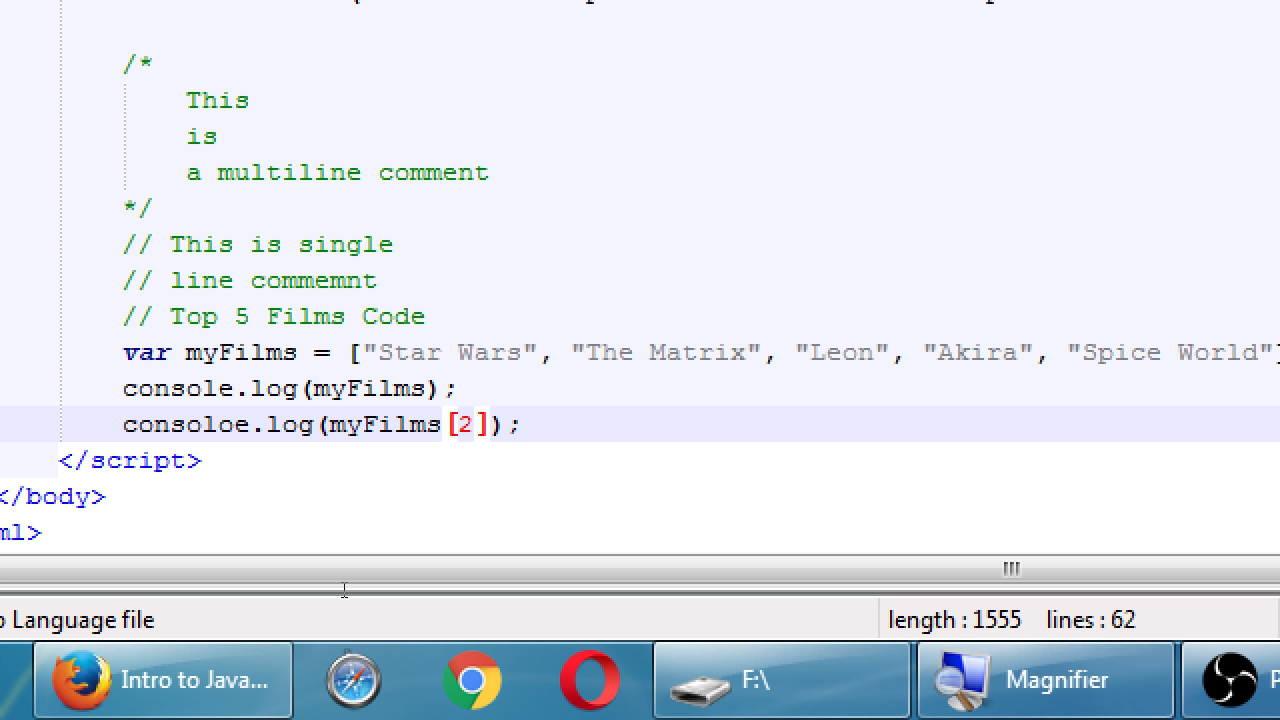 /*
This
is
a multiline comment
*/
// This is single
// line commemnt
// Top 5 Films Code
var myFilms = ["Star Wars", "The Matrix", "Leon", "Akira", "Spice World"]
console.log(myFilms);
consoloe.log(myFilms[2]);
</script>
</body>
ml>
Language file length : 1555 lines : 62
Intro to Java... F:\ Magnifier